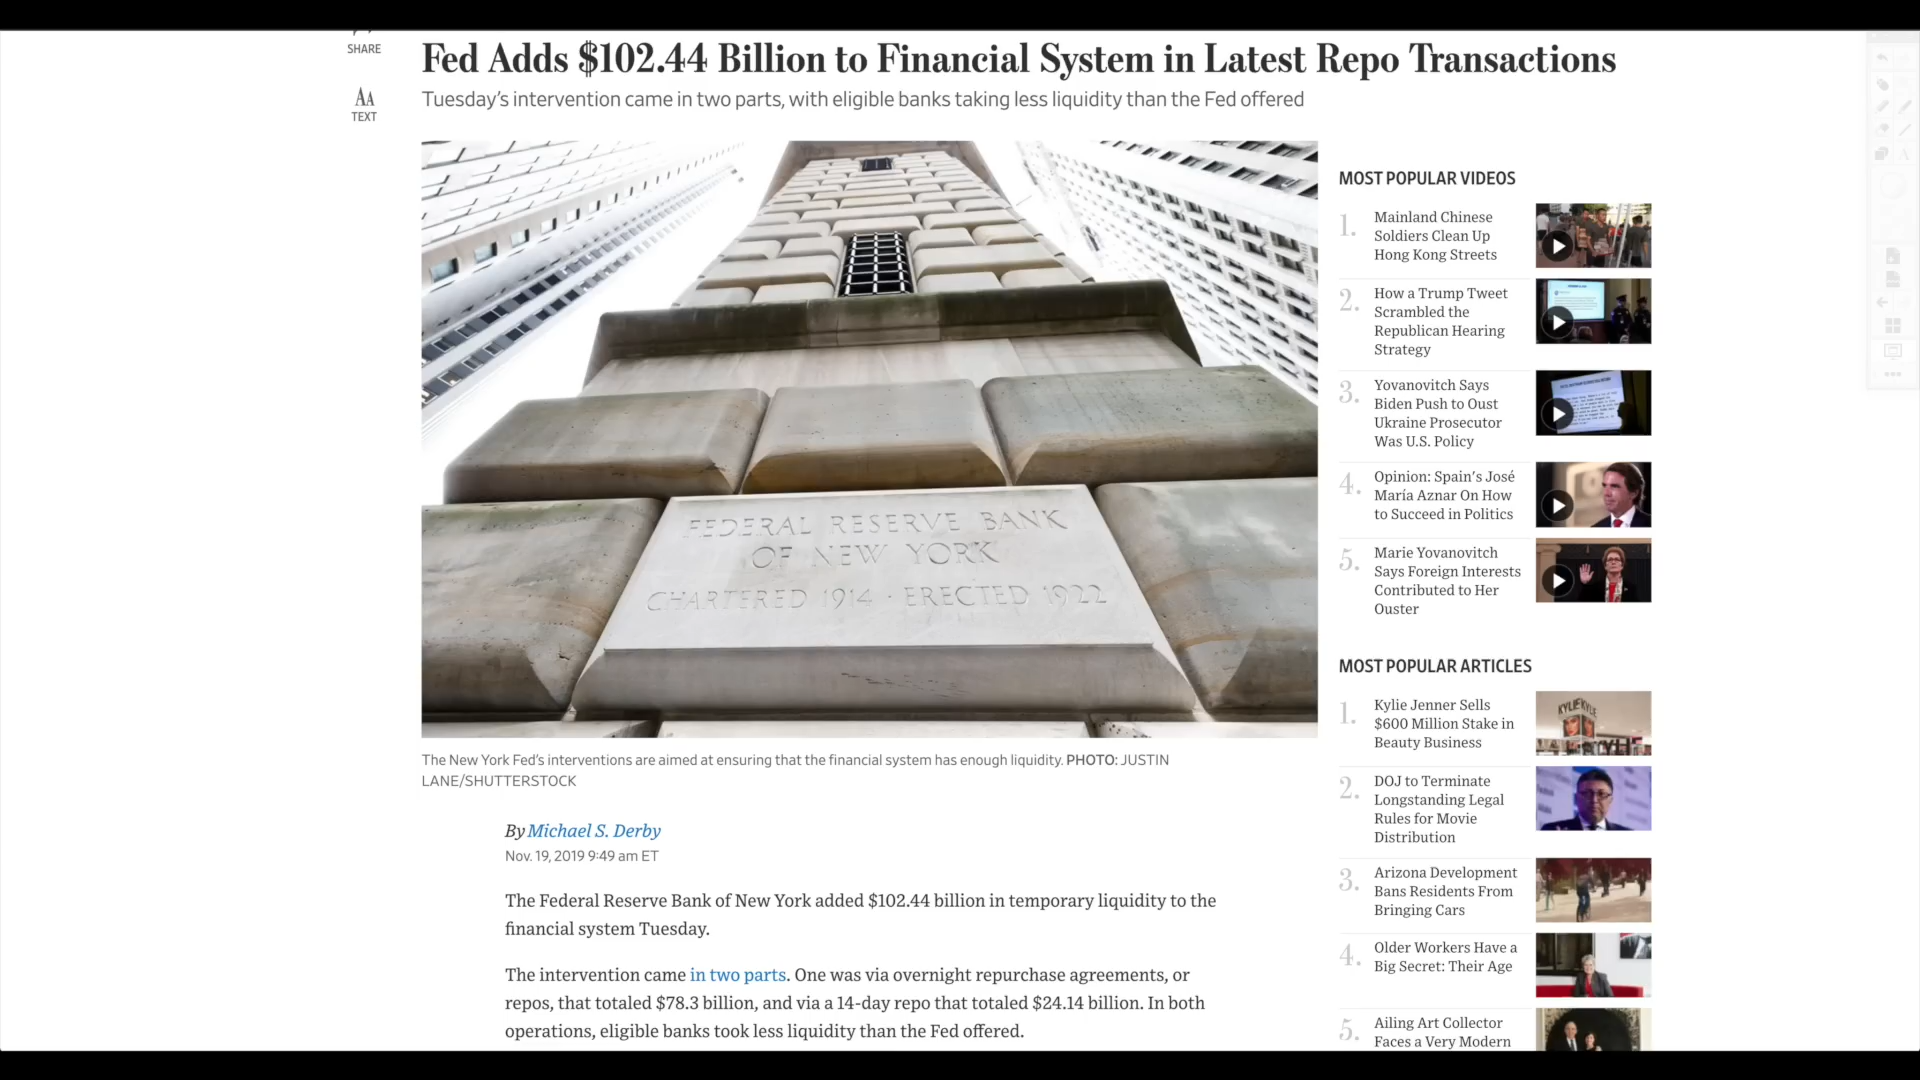 SHARE
AA
TEXT
Fed Adds $102.44 Billion to Financial System in Latest Repo Transactions
Tuesday's intervention came in two parts, with eligible banks taking less liquidity than the Fed offered
FEDERAL RESERVE BANK
OF NEW YORK
CHARTERED 1914 · ERECTED 1922
The New York Fed's interventions are aimed at ensuring that the financial system has enough liquidity. PHOTO: JUSTIN
LANE/SHUTTERSTOCK
By Michael S. Derby
Nov. 19, 2019 9:49 am ET
The Federal Reserve Bank of New York added $102.44 billion in temporary liquidity to the
financial system Tuesday.
The intervention came in two parts. One was via overnight repurchase agreements, or
repos, that totaled $78.3 billion, and via a 14-day repo that totaled $24.14 billion. In both
operations, eligible banks took less liquidity than the Fed offered.
MOST POPULAR VIDEOS
1.
Mainland Chinese
Soldiers Clean Up
Hong Kong Streets
2.
How a Trump Tweet
Scrambled the
Republican Hearing
Strategy
3.
Yovanovitch Says
Biden Push to Oust
Ukraine Prosecutor
Was U.S. Policy
4.
Opinion: Spain's José
María Aznar On How
to Succeed in Politics
5.
Marie Yovanovitch
Says Foreign Interests
Contributed to Her
Ouster
MOST POPULAR ARTICLES
1.
Kylie Jenner Sells
$600 Million Stake in
Beauty Business
KYLIE
2.
DOJ to Terminate
Longstanding Legal
Rules for Movie
Distribution
3.
Arizona Development
Bans Residents From
Bringing Cars
4.
Older Workers Have a
Big Secret: Their Age
5.
Ailing Art Collector
Faces a Very Modern